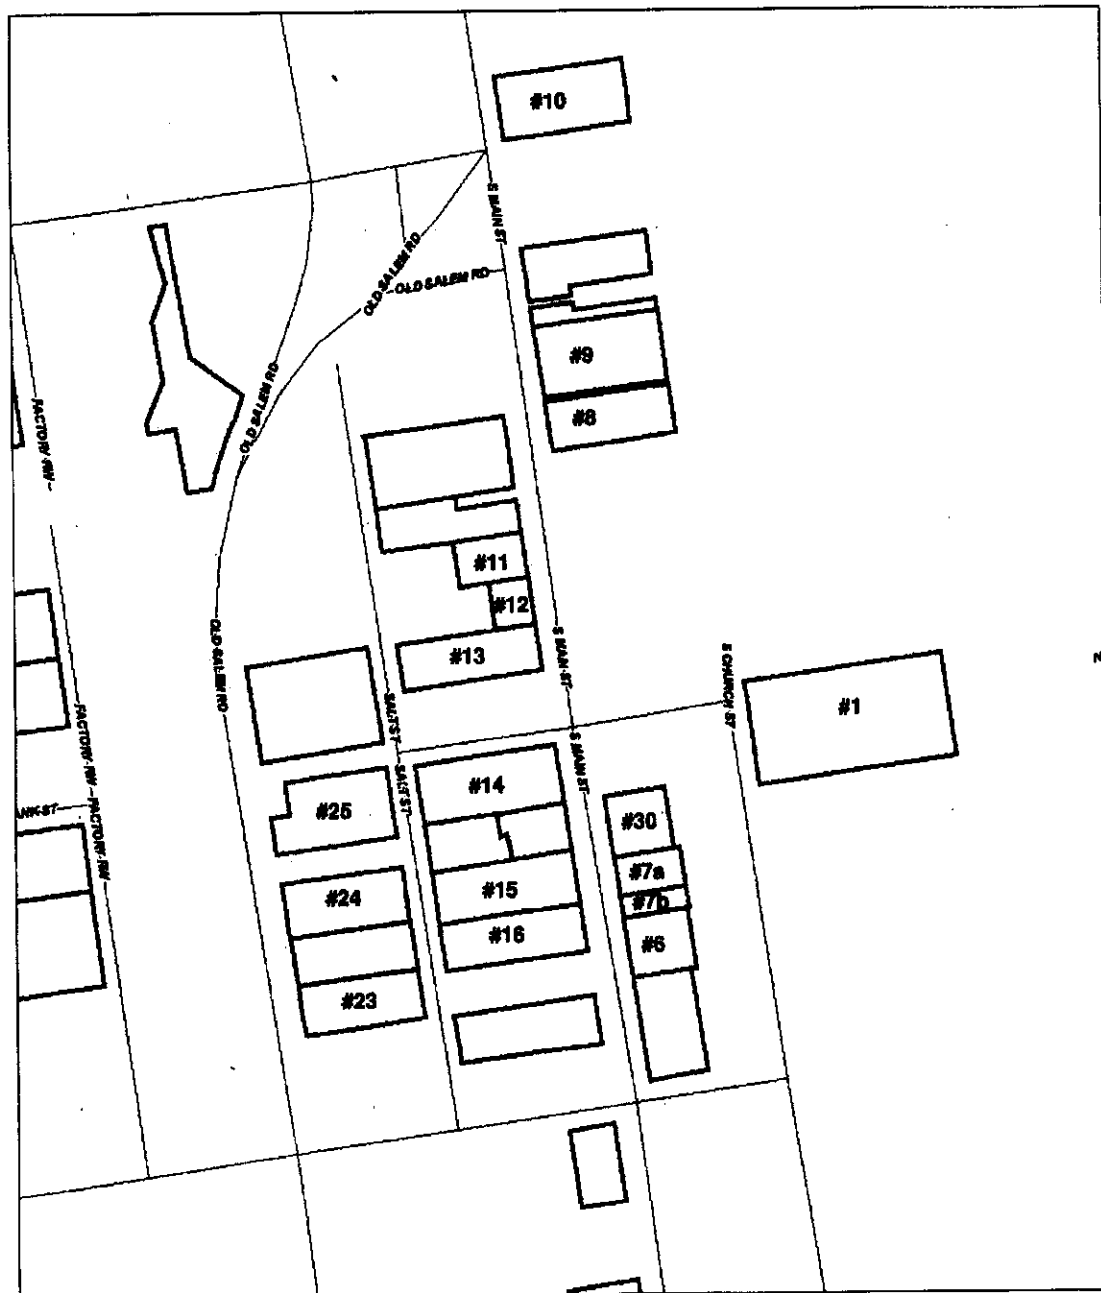 #10
S MAIN ST
OLD SALEM RD
OLD SALEM RD
#9
OLD SALEM RD
FACTORY RW
#8
#11
#12
S MAIN ST
#13
OLD SALEM RD
S CHURCH ST
N
#1
SALT ST
FACTORY RW
S MAIN ST
SALT ST
#14
#25
#30
FACTORY RW
#7a
#15
#24
#7b
#16
#6
#23